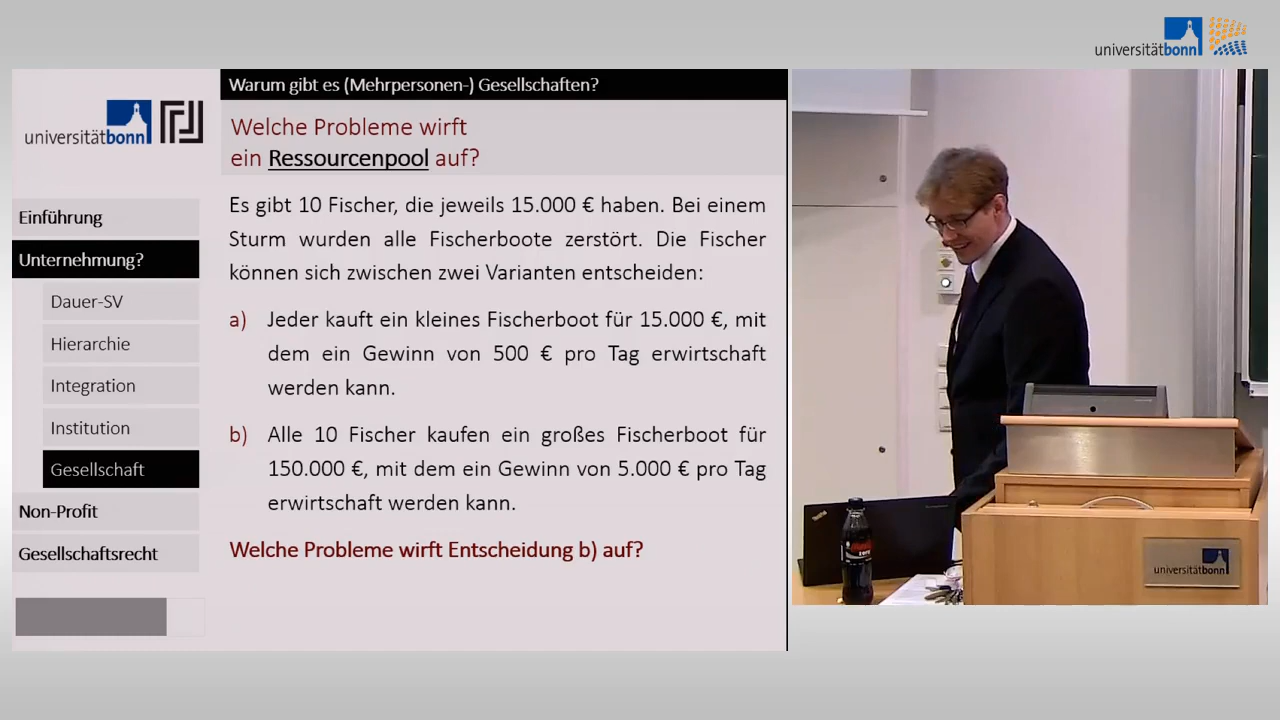 universitätbonn
Warum gibt es (Mehrpersonen-) Gesellschaften?
universitätbonn
Welche Probleme wirft
ein Ressourcenpool auf?
Einführung
Unternehmung?
Dauer-SV
Hierarchie
Integration
Institution
Gesellschaft
Non-Profit
Gesellschaftsrecht
Es gibt 10 Fischer, die jeweils 15.000 € haben. Bei einem
Sturm wurden alle Fischerboote zerstört. Die Fischer
können sich zwischen zwei Varianten entscheiden:
a) Jeder kauft ein kleines Fischerboot für 15.000 €, mit
dem ein Gewinn von 500 € pro Tag erwirtschaft
werden kann.
b) Alle 10 Fischer kaufen ein großes Fischerboot für
150.000 €, mit dem ein Gewinn von 5.000 € pro Tag
erwirtschaft werden kann.
Welche Probleme wirft Entscheidung b) auf?
universitätbonn